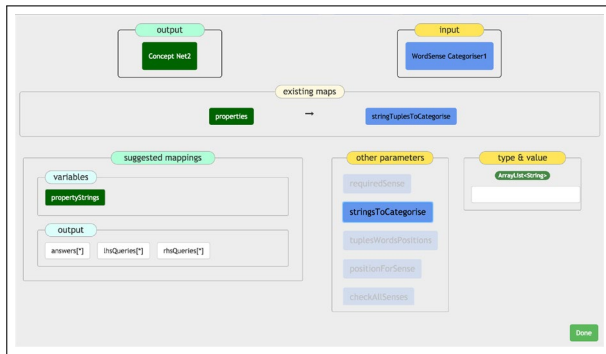 output
input
Concept Net2
WordSense Categoriser1
existing maps
properties → stringTuplesToCategorise
suggested mappings
other parameters
type & value
variables
requiredSense
ArrayList<String>
propertyStrings
stringsToCategorise
output
tuplesWordsPositions
answers[*] lhsQueries[*] rhsQueries[*]
positionForSense
checkAllSenses
Done